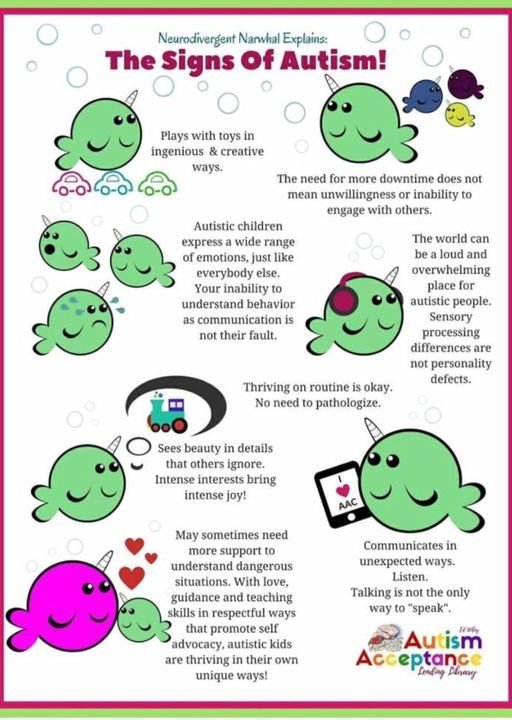 Neurodivergent Narwhal Explains:
The Signs Of Autism!
Plays with toys in
ingenious & creative
ways.
The need for more downtime does not
mean unwillingness or inability to
engage with others.
Autistic children
express a wide range
of emotions, just like
everybody else.
Your inability to
understand behavior
as communication is
not their fault.
The world can
be a loud and
overwhelming
place for
autistic people.
Sensory
processing
differences are
not personality
defects.
Thriving on routine is okay.
No need to pathologize.
Sees beauty in details
that others ignore.
Intense interests bring
intense joy!
I
AAC
Communicates in
unexpected ways.
Listen.
Talking is not the only
way to "speak".
May sometimes need
more support to
understand dangerous
situations. With love,
guidance and teaching
skills in respectful ways
that promote self
advocacy, autistic kids
are thriving in their own
unique ways!
Ed Wiley
Autism
Acceptance
Lending Library